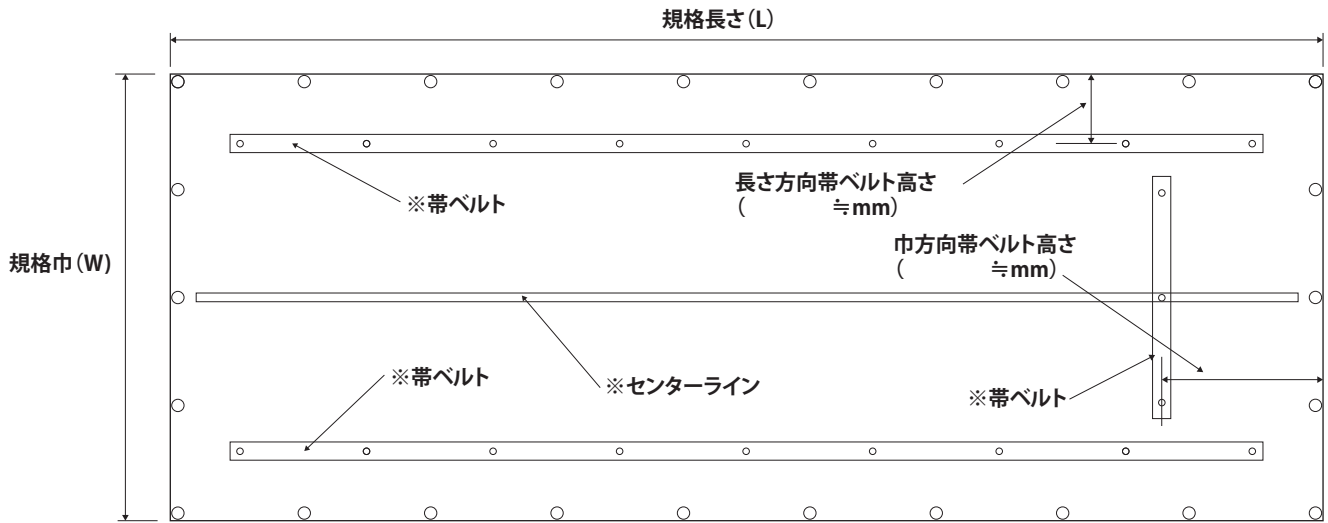 規格長さ(L)
長さ方向帯ベルト高さ
(　　　≒mm)
※帯ベルト
巾方向帯ベルト高さ
(　　　≒mm)
規格巾(W)
※帯ベルト
※センターライン
※帯ベルト